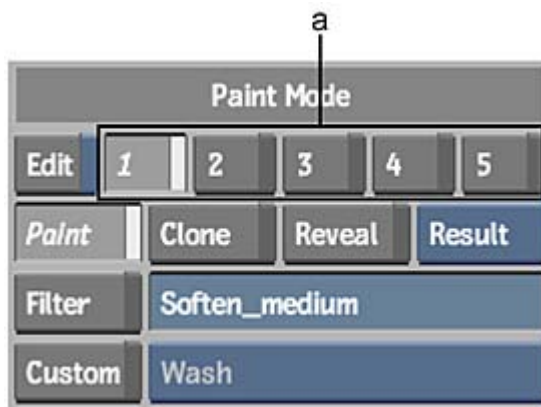 a
Paint Mode
Edit 1 2 3 4 5
Paint Clone Reveal Result
Filter Soften_medium
Custom Wash